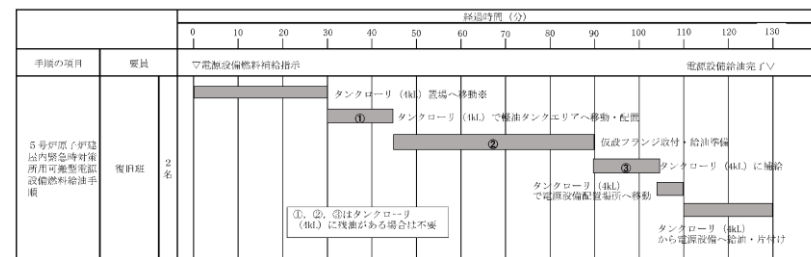 経過時間（分）
0 10 20 30 40 50 60 70 80 90 100 110 120 130
手順の項目
要員
▽電源設備燃料補給指示
電源設備給油完了▽
タンクローリ（4kL）置場へ移動※
①
タンクローリ（4kL）で軽油タンクエリアへ移動・配置
②
仮設フランジ取付・給油準備
5号炉原子炉建
屋内緊急時対策
所用可搬型電源
設備燃料給油手
順
復旧班
2
名
③
タンクローリ（4kL）に補給
タンクローリ（4kL）
で電源設備配置場所へ移動
①，②，③はタンクローリ
（4kL）に残油がある場合は不要
タンクローリ（4kL）
から電源設備へ給油・片付け